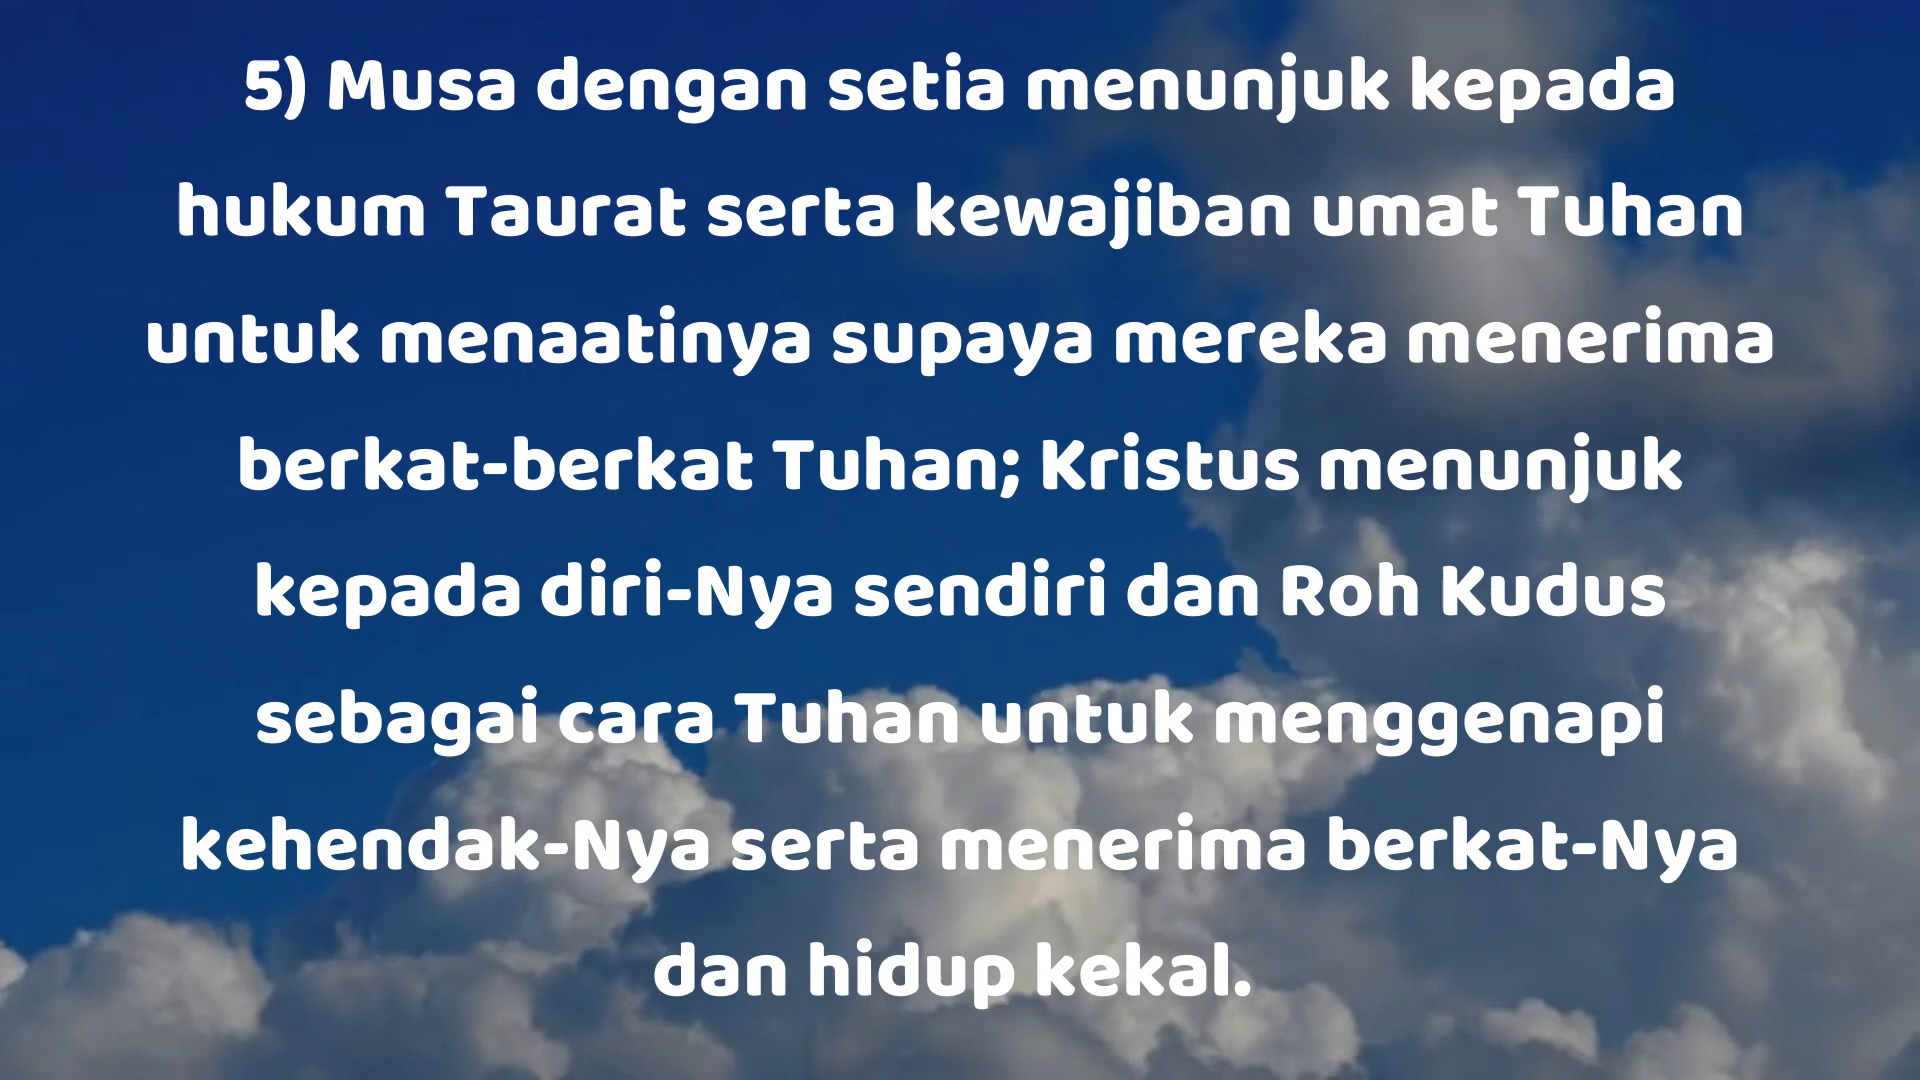 5) Musa dengan setia menunjuk kepada
hukum Taurat serta kewajiban umat Tuhan
untuk menaatinya supaya mereka menerima
berkat-berkat Tuhan; Kristus menunjuk
kepada diri-Nya sendiri dan Roh Kudus
sebagai cara Tuhan untuk menggenapi
kehendak-Nya serta menerima berkat-Nya
dan hidup kekal.